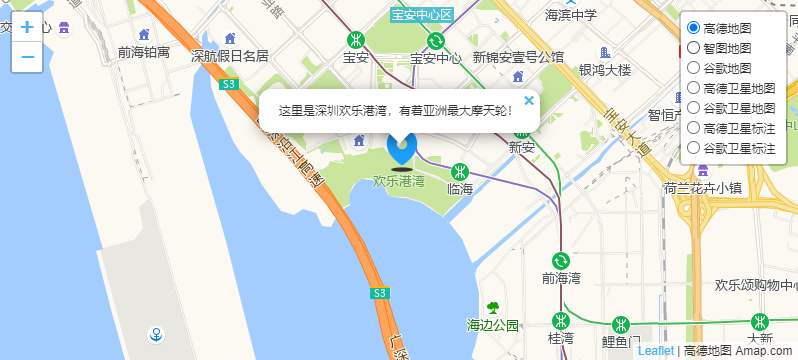 宝安中心区
海滨中学
前海铂寓
深航假日名居
宝安
宝安中心
新锦安壹号公馆
银鸿大楼
S3
这里是深圳欢乐港湾，有着亚洲最大摩天轮！
×
新安
宝安大道
欢乐港湾
临海
荷兰花卉小镇
前海湾
欢乐颂购物中心
S3
海边公园
桂湾
鲤鱼门
大新
+
−
高德地图
智图地图
谷歌地图
高德卫星地图
谷歌卫星地图
高德卫星标注
谷歌卫星标注
Leaflet | 高德地图 Amap.com